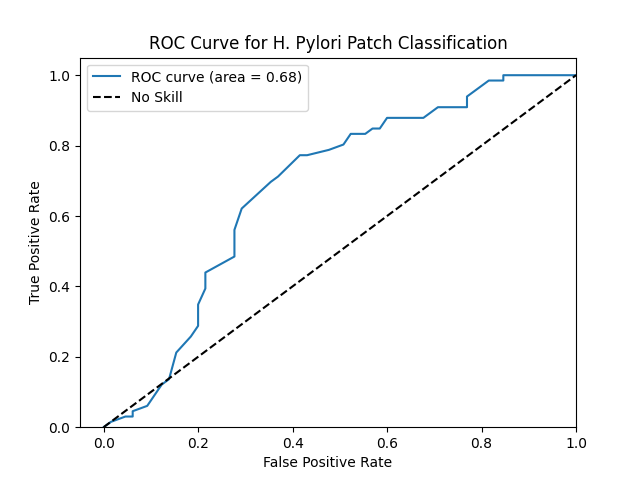 ROC Curve for H. Pylori Patch Classification
ROC curve (area = 0.68)
No Skill
True Positive Rate
1.0
0.8
0.6
0.4
0.2
0.0
0.0 0.2 0.4 0.6 0.8 1.0
False Positive Rate